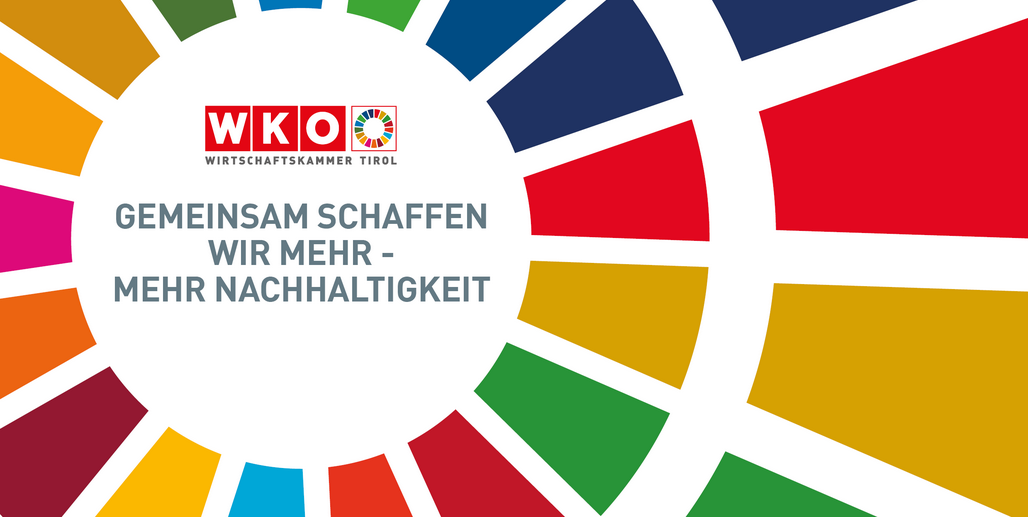 WKO
WIRTSCHAFTSKAMMER TIROL
GEMEINSAM SCHAFFEN
WIR MEHR -
MEHR NACHHALTIGKEIT